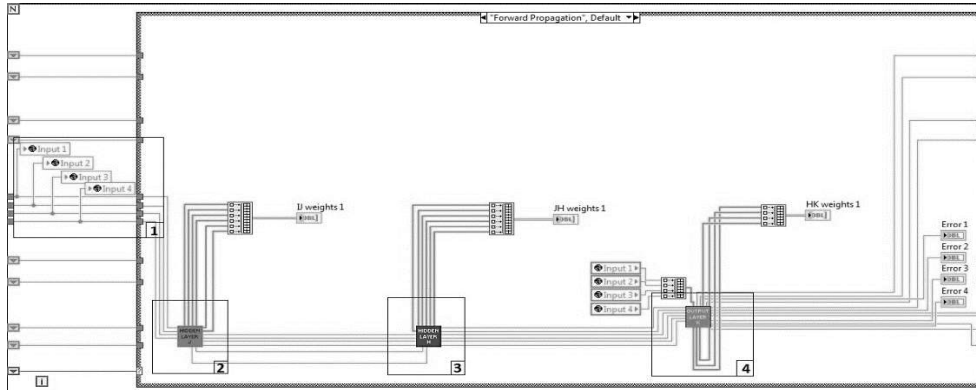 N
"Forward Propagation", Default
Input 1
Input 2
Input 3
Input 4
1
IJ weights 1
DBL
JH weights 1
DBL
HK weights 1
DBL
Input 1
Input 2
Input 3
Input 4
Error 1
DBL
Error 2
DBL
Error 3
DBL
Error 4
DBL
HIDDEN
LAYER
J
2
HIDDEN
LAYER
H
3
OUTPUT
LAYER
K
4
i